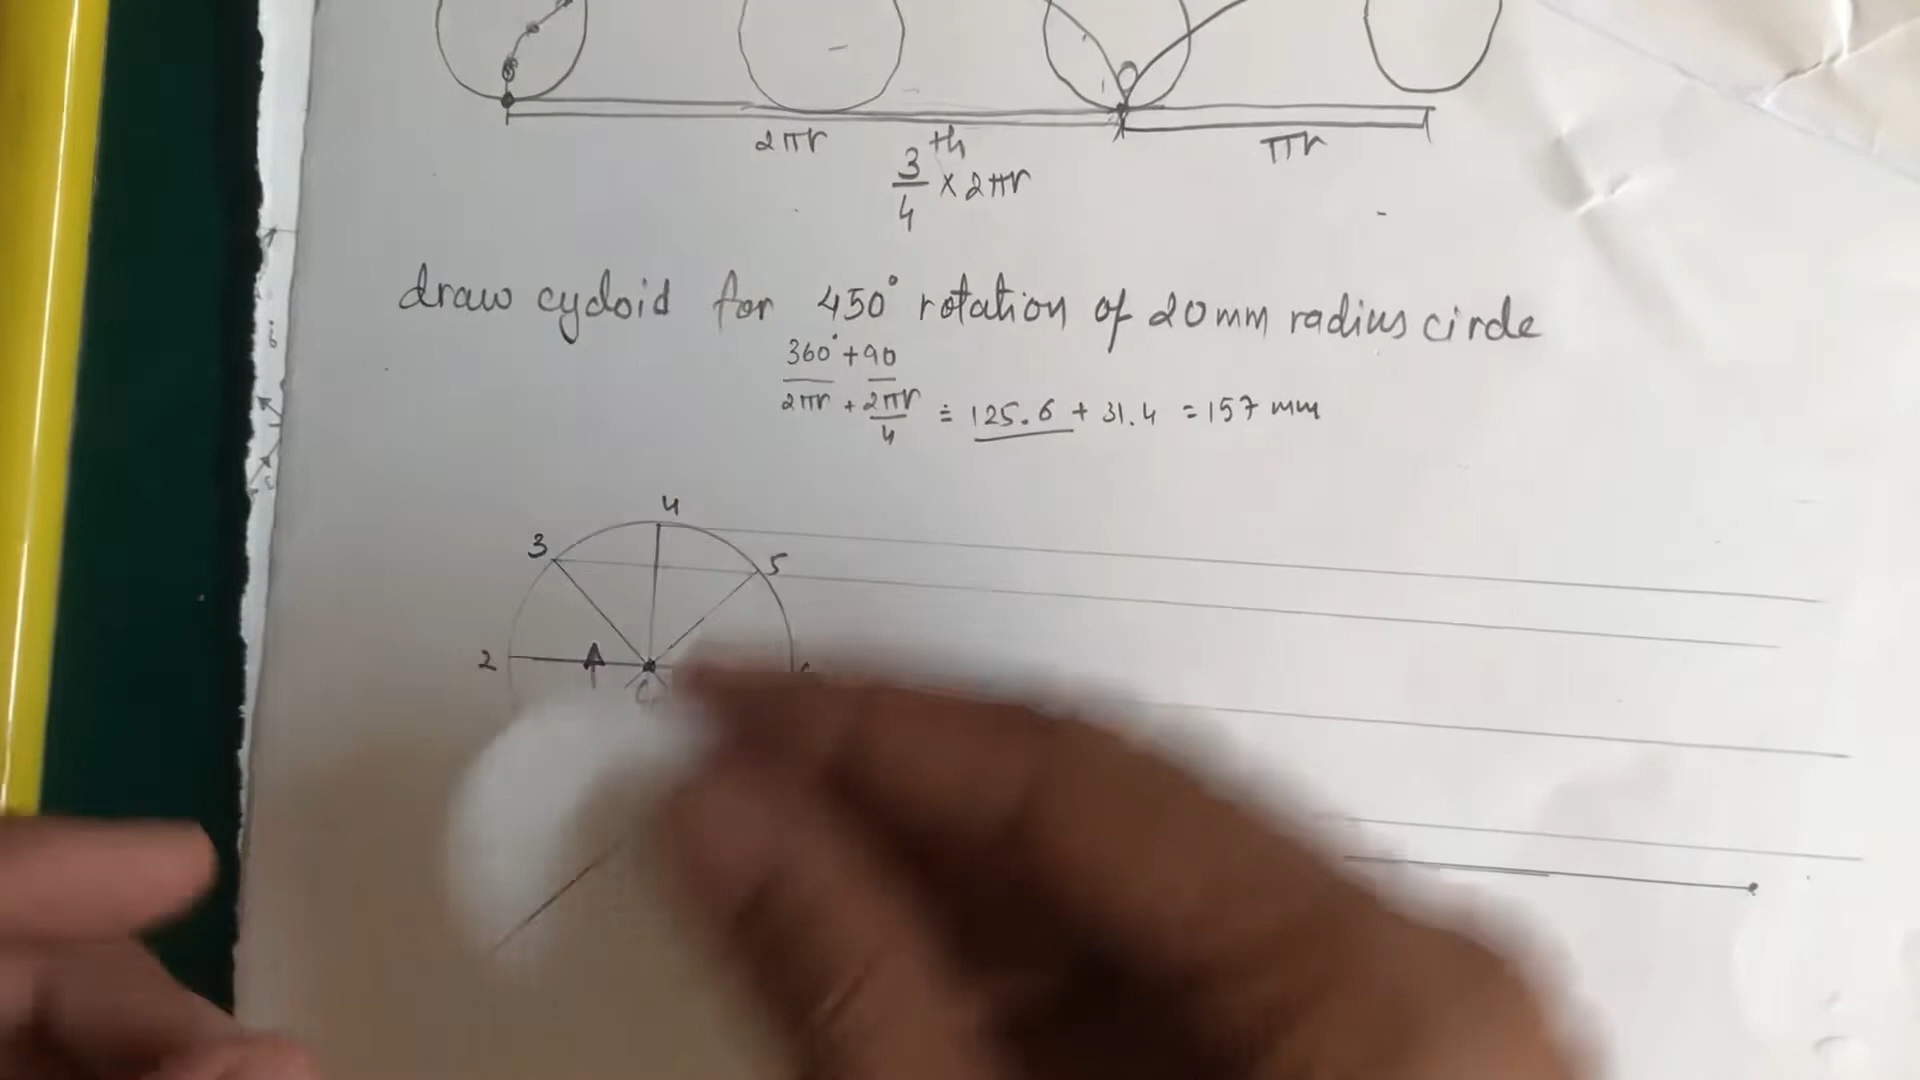 2πr
πr
3/4 th × 2πr
draw cycloid for 450° rotation of 20mm radius circle
360° + 90
2πr + 2πr/4 = 125.6 + 31.4 = 157 mm
4
3
5
2